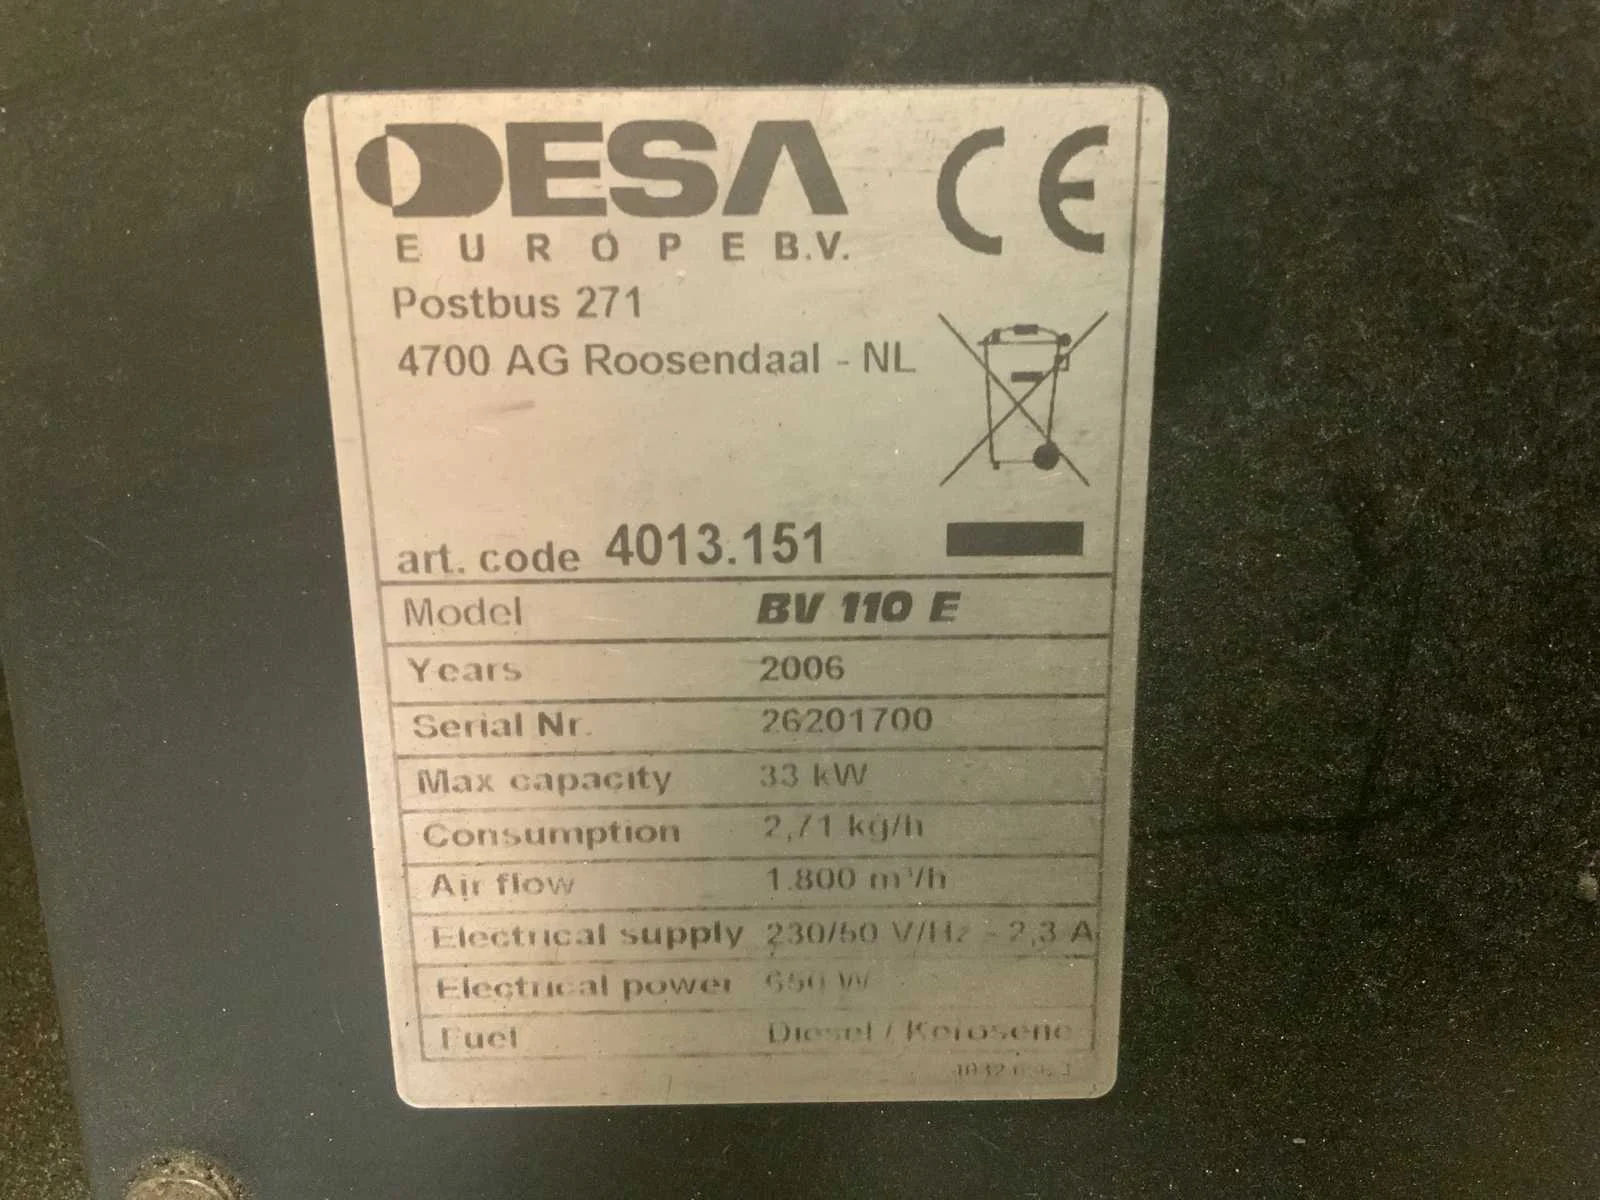 DESA
EUROPE B.V.
CE
Postbus 271
4700 AG Roosendaal - NL
art. code 4013.151
Model BV 110 E
Years 2006
Serial Nr. 26201700
Max capacity 33 kW
Consumption 2,71 kg/h
Air flow 1.800 m³/h
Electrical supply 230/50 V/Hz - 2,3 A
Electrical power 650 W
Fuel Diesel / Kerosene